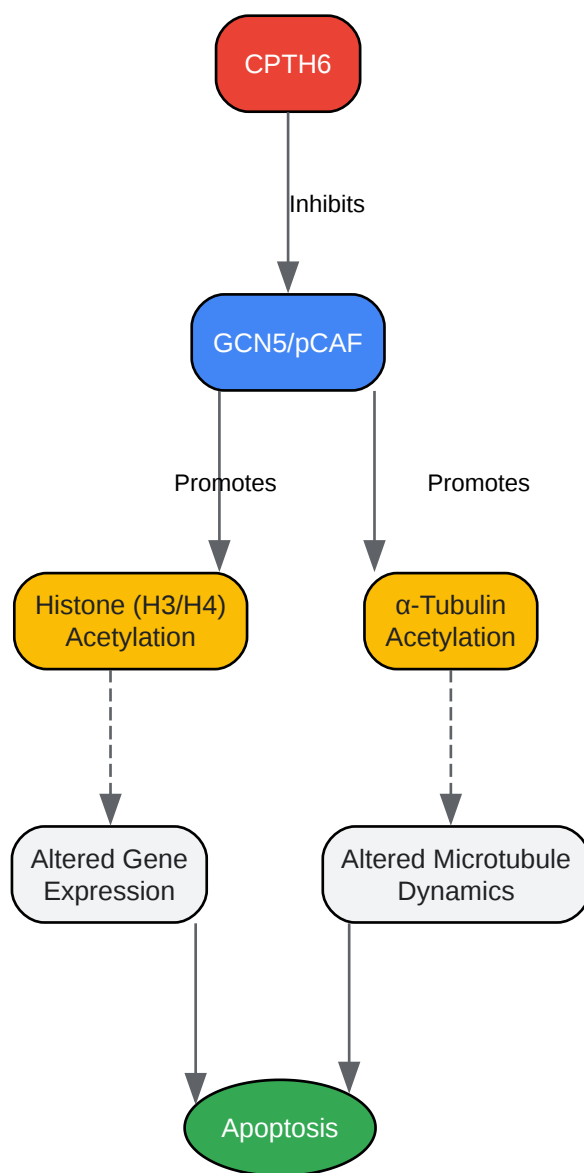 CPTH6
Inhibits
GCN5/pCAF
Promotes
Promotes
Histone (H3/H4)
Acetylation
α-Tubulin
Acetylation
Altered Gene
Expression
Altered Microtubule
Dynamics
Apoptosis